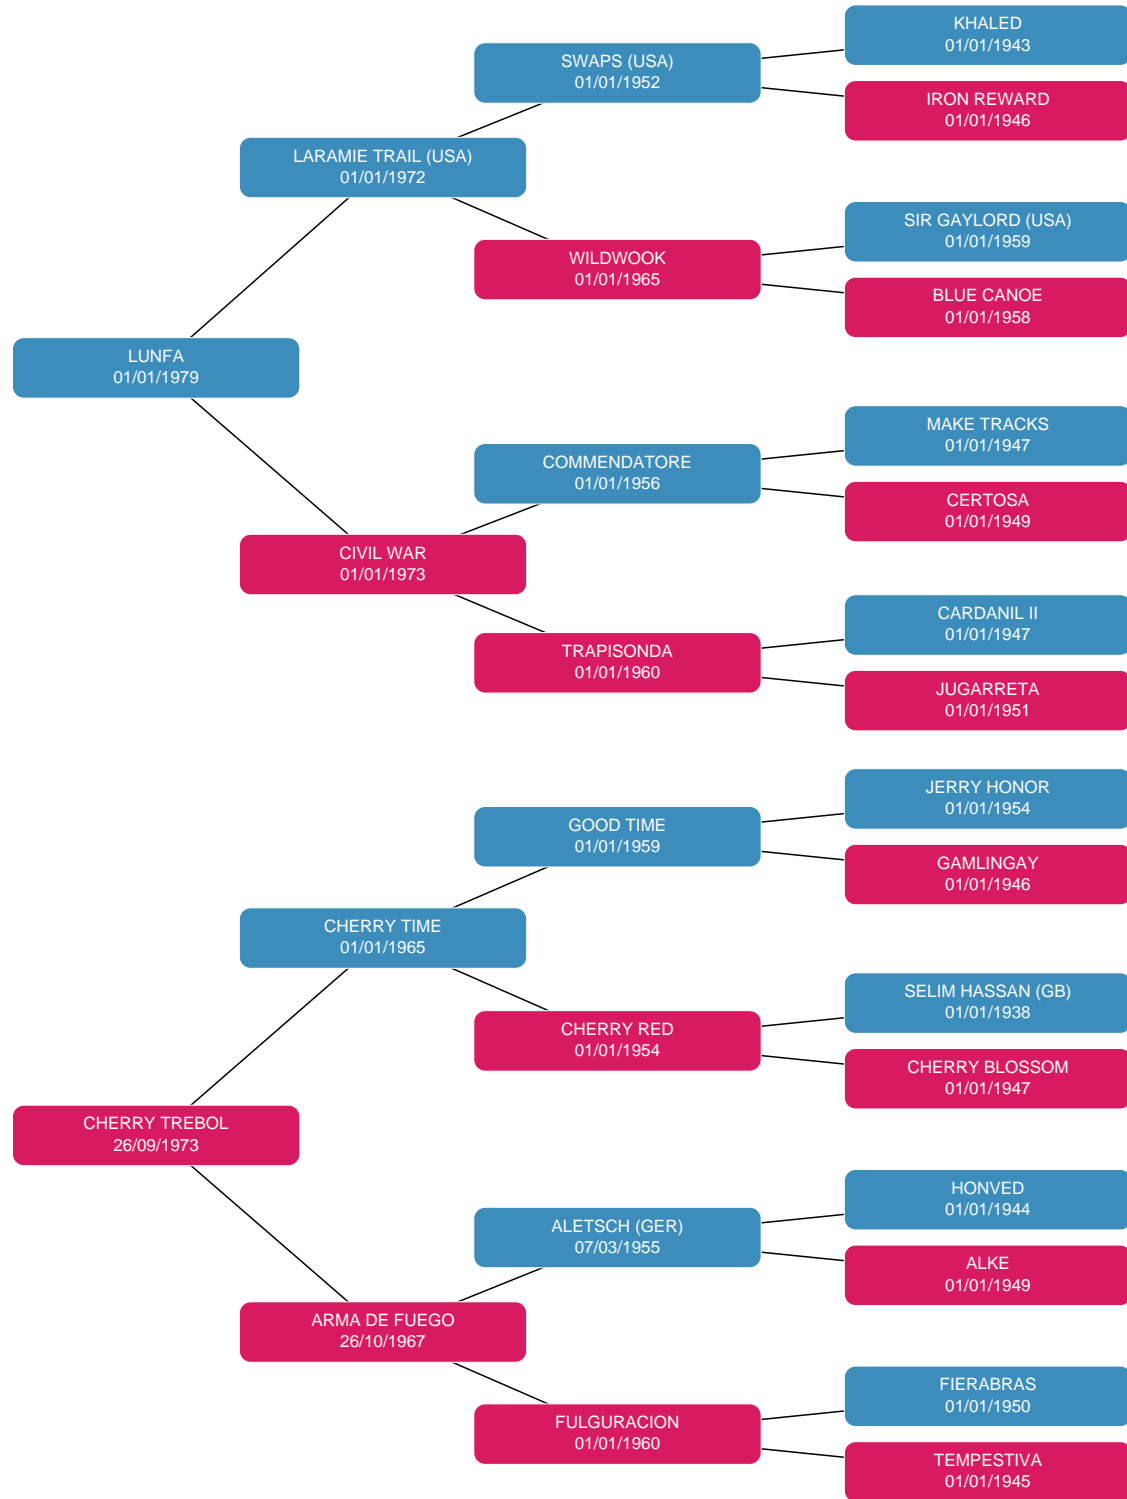 KHALED
01/01/1943
SWAPS (USA)
01/01/1952
IRON REWARD
01/01/1946
LARAMIE TRAIL (USA)
01/01/1972
SIR GAYLORD (USA)
01/01/1959
WILDWOOK
01/01/1965
BLUE CANOE
01/01/1958
LUNFA
01/01/1979
MAKE TRACKS
01/01/1947
COMMENDATORE
01/01/1956
CERTOSA
01/01/1949
CIVIL WAR
01/01/1973
CARDANIL II
01/01/1947
TRAPISONDA
01/01/1960
JUGARRETA
01/01/1951
JERRY HONOR
01/01/1954
GOOD TIME
01/01/1959
GAMLINGAY
01/01/1946
CHERRY TIME
01/01/1965
SELIM HASSAN (GB)
01/01/1938
CHERRY RED
01/01/1954
CHERRY BLOSSOM
01/01/1947
CHERRY TREBOL
26/09/1973
HONVED
01/01/1944
ALETSCH (GER)
07/03/1955
ALKE
01/01/1949
ARMA DE FUEGO
26/10/1967
FIERABRAS
01/01/1950
FULGURACION
01/01/1960
TEMPESTIVA
01/01/1945